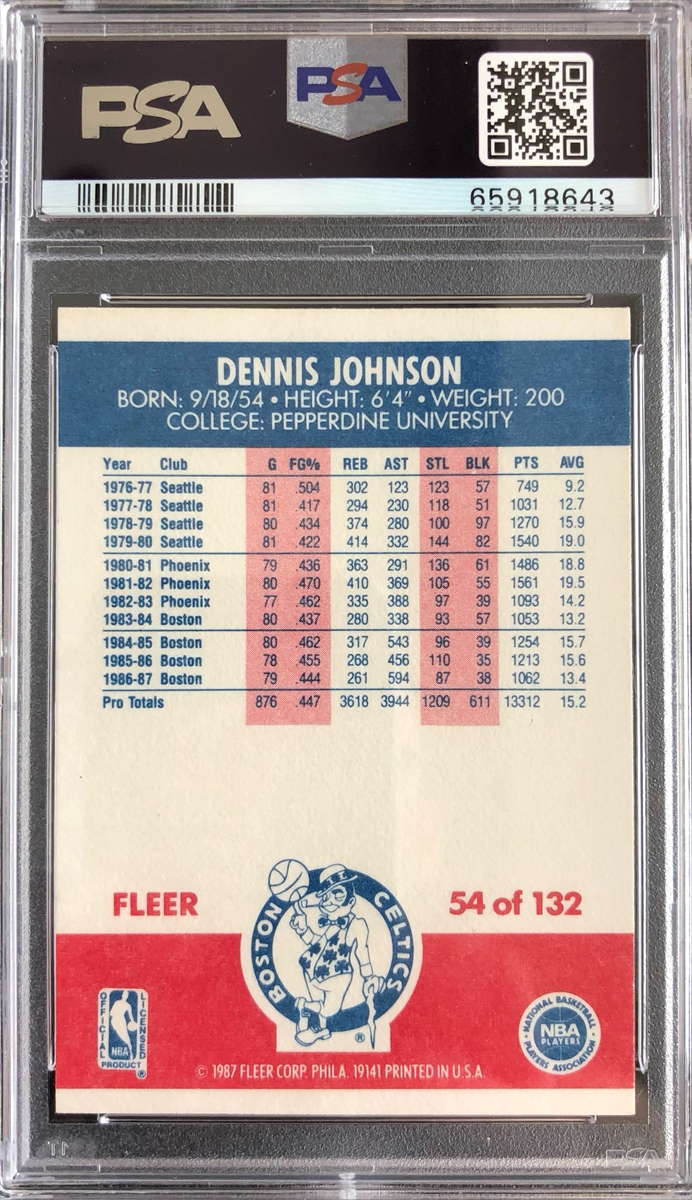 PSA
PSA
65918643
DENNIS JOHNSON
BORN: 9/18/54 • HEIGHT: 6'4" • WEIGHT: 200
COLLEGE: PEPPERDINE UNIVERSITY
Year Club G FG% REB AST STL BLK PTS AVG
1976-77 Seattle 81 .504 302 123 123 57 749 9.2
1977-78 Seattle 81 .417 294 230 118 51 1031 12.7
1978-79 Seattle 80 .434 374 280 100 97 1270 15.9
1979-80 Seattle 81 .422 414 332 144 82 1540 19.0
1980-81 Phoenix 79 .436 363 291 136 61 1486 18.8
1981-82 Phoenix 80 .470 410 369 105 55 1561 19.5
1982-83 Phoenix 77 .462 335 388 97 39 1093 14.2
1983-84 Boston 80 .437 280 338 93 57 1053 13.2
1984-85 Boston 80 .462 317 543 96 39 1254 15.7
1985-86 Boston 78 .455 268 456 110 35 1213 15.6
1986-87 Boston 79 .444 261 594 87 38 1062 13.4
Pro Totals 876 .447 3618 3944 1209 611 13312 15.2
FLEER
54 of 132
BOSTON CELTICS
®
OFFICIAL LICENSED
NBA
PRODUCT ®
NATIONAL BASKETBALL
NBA
PLAYERS
PLAYERS ASSOCIATION
© 1987 FLEER CORP. PHILA. 19141 PRINTED IN U.S.A.
PSA